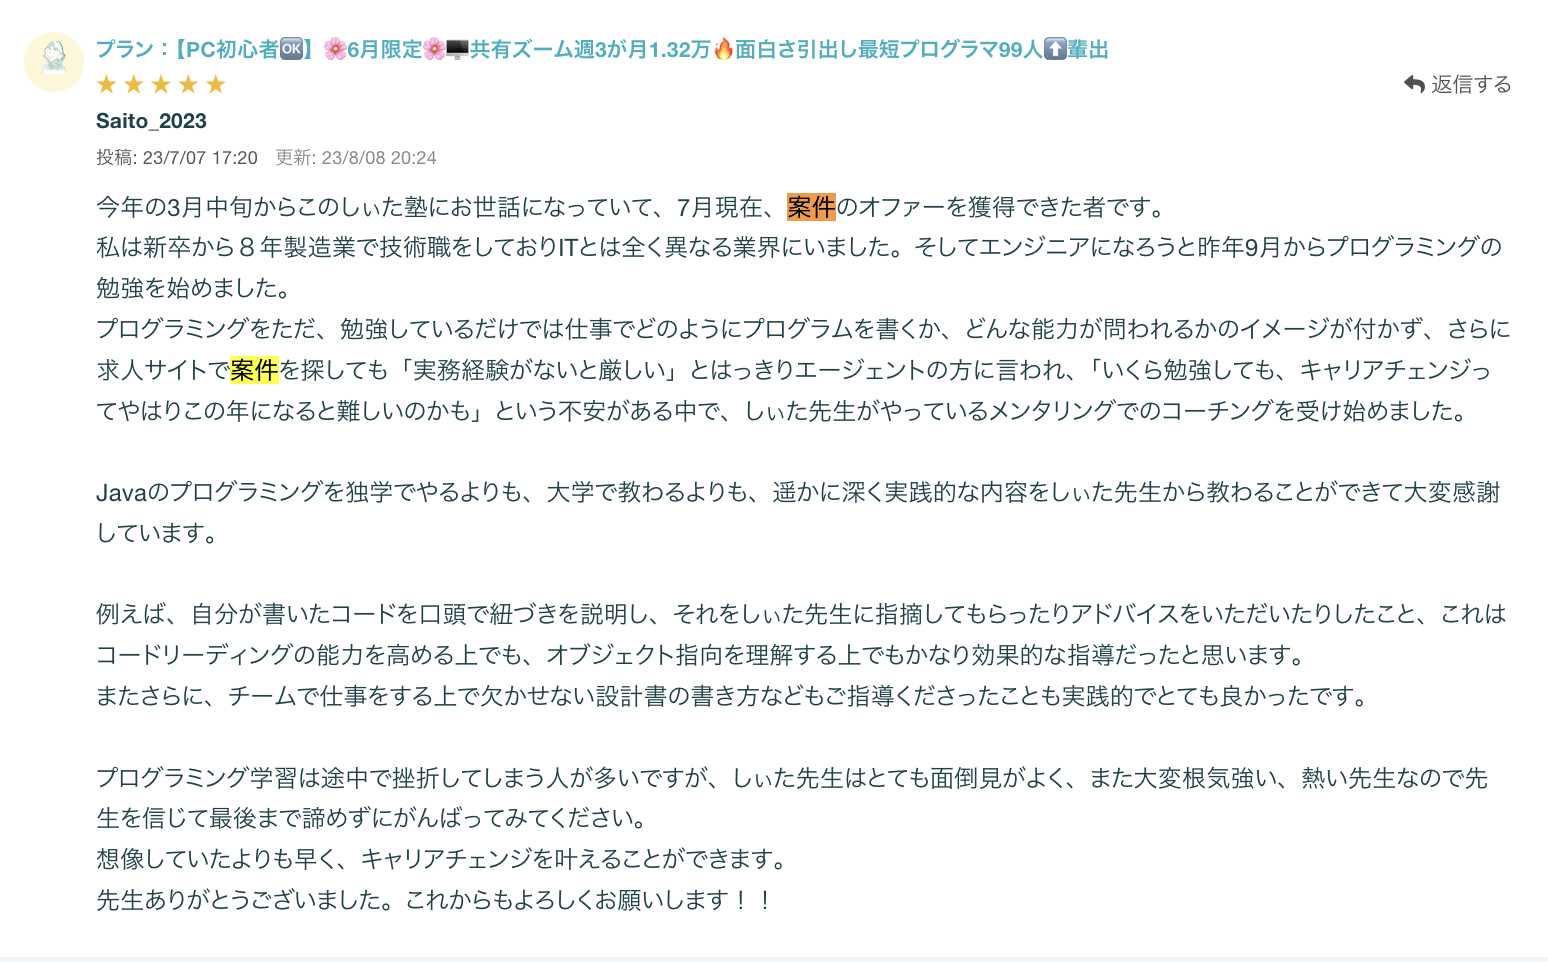 プラン：【PC初心者🆗】🌸6月限定🌸🖥️共有ズーム週3が月1.32万🔥面白さ引出し最短プログラマ99人⬆️輩出
★★★★★
返信する
Saito_2023
投稿: 23/7/07 17:20 更新: 23/8/08 20:24
今年の3月中旬からこのしぃた塾にお世話になっていて、7月現在、案件のオファーを獲得できた者です。
私は新卒から８年製造業で技術職をしておりITとは全く異なる業界にいました。そしてエンジニアになろうと昨年9月からプログラミングの
勉強を始めました。
プログラミングをただ、勉強しているだけでは仕事でどのようにプログラムを書くか、どんな能力が問われるかのイメージが付かず、さらに
求人サイトで案件を探しても「実務経験がないと厳しい」とはっきりエージェントの方に言われ、「いくら勉強しても、キャリアチェンジっ
てやはりこの年になると難しいのかも」という不安がある中で、しぃた先生がやっているメンタリングでのコーチングを受け始めました。
Javaのプログラミングを独学でやるよりも、大学で教わるよりも、遥かに深く実践的な内容をしぃた先生から教わることができて大変感謝
しています。
例えば、自分が書いたコードを口頭で紐づきを説明し、それをしぃた先生に指摘してもらったりアドバイスをいただいたりしたこと、これは
コードリーディングの能力を高める上でも、オブジェクト指向を理解する上でもかなり効果的な指導だったと思います。
またさらに、チームで仕事をする上で欠かせない設計書の書き方などもご指導くださったことも実践的でとても良かったです。
プログラミング学習は途中で挫折してしまう人が多いですが、しぃた先生はとても面倒見がよく、また大変根気強い、熱い先生なので先
生を信じて最後まで諦めずにがんばってみてください。
想像していたよりも早く、キャリアチェンジを叶えることができます。
先生ありがとうございました。これからもよろしくお願いします！！